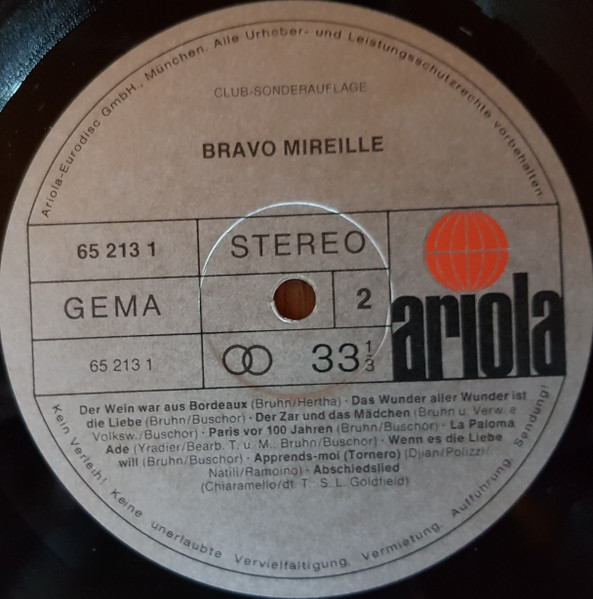 Ariola-Eurodisc GmbH., München. Alle Urheber- und Leistungsschutzrechte vorbehalten
CLUB-SONDERAUFLAGE
BRAVO MIREILLE
65 213 1
STEREO
GEMA
2
ariola
65 213 1
33 1/3
Der Wein war aus Bordeaux (Bruhn/Hertha) · Das Wunder aller Wunder ist
die Liebe (Bruhn/Buschor) · Der Zar und das Mädchen (Bruhn u. Verw. e
Volksw./Buschor) · Paris vor 100 Jahren (Bruhn/Buschor) · La Paloma
Ade (Yradier/Bearb. T. u. M.: Bruhn/Buschor) · Wenn es die Liebe
will (Bruhn/Buschor) · Apprends-moi (Tornero) (Djian/Polizzi/
Natili/Ramoino) · Abschiedslied
(Chiaramello/dt. T.: S. L. Goldfield)
Kein Verleih! Keine unerlaubte Vervielfältigung, Vermietung, Aufführung, Sendung!